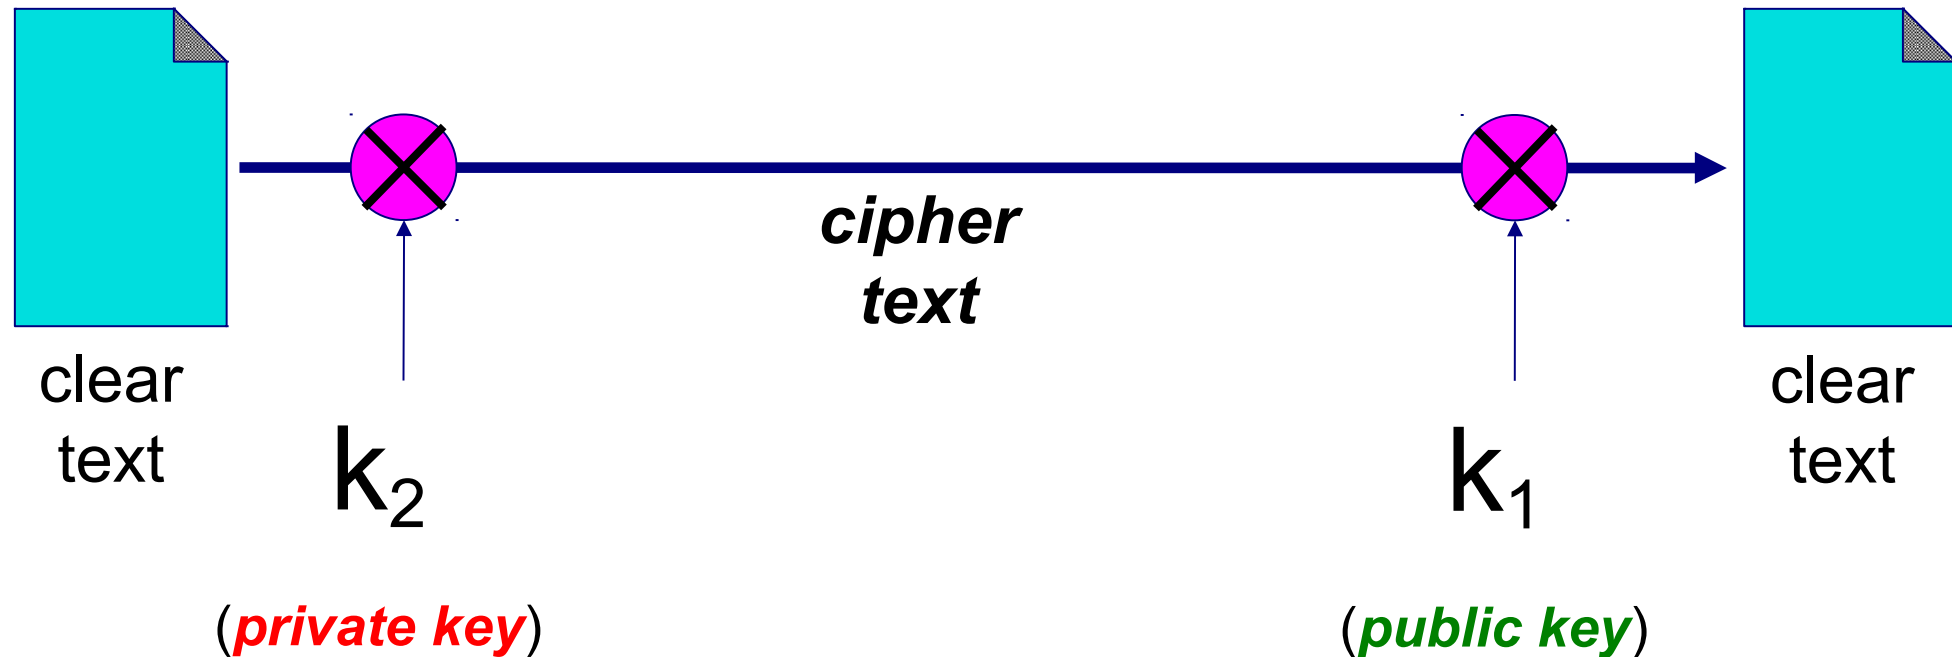 cipher
text
clear
text
k₂
k₁
clear
text
(private key)
(public key)